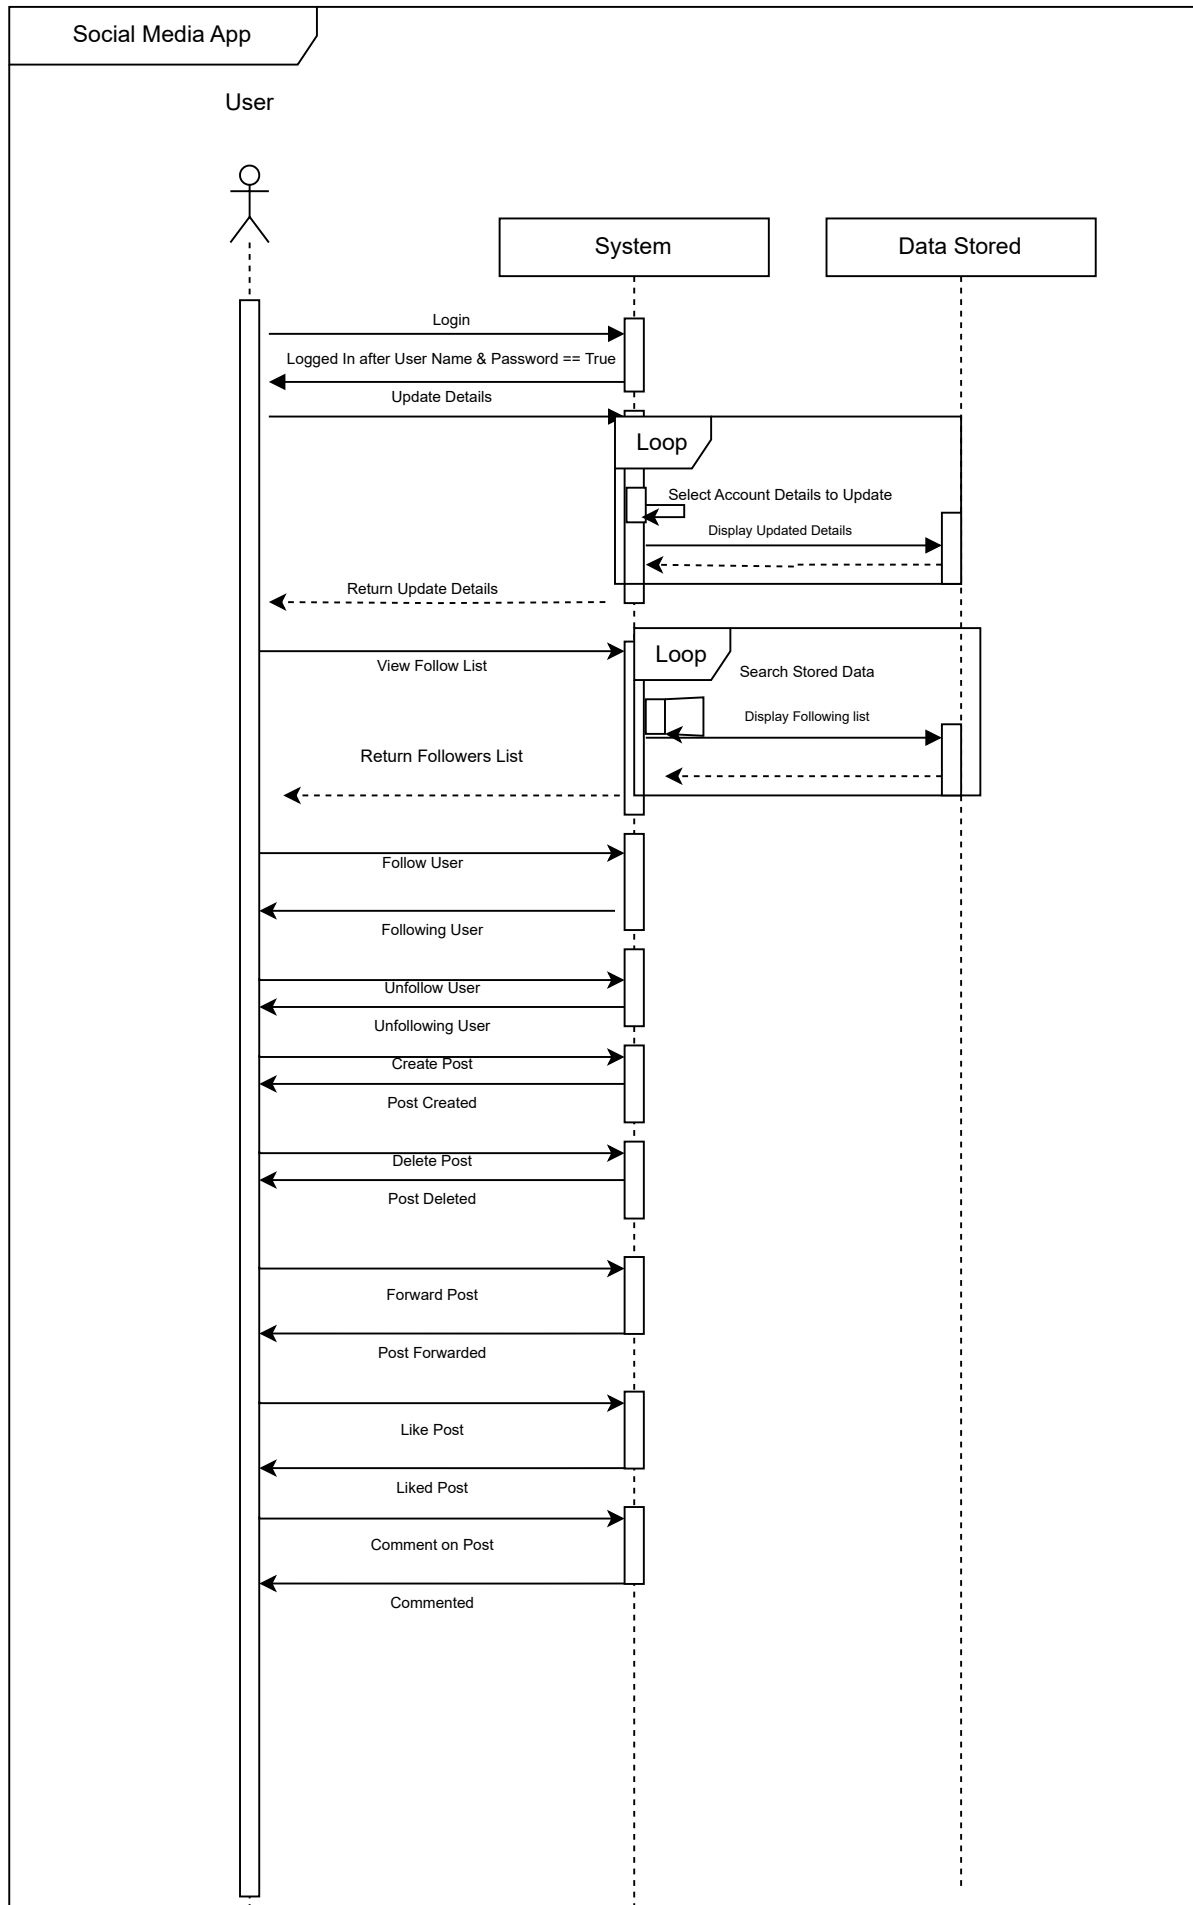 Social Media App
User
System
Data Stored
Login
Logged In after User Name & Password == True
Update Details
Loop
Select Account Details to Update
Display Updated Details
Return Update Details
Loop
View Follow List
Search Stored Data
Display Following list
Return Followers List
Follow User
Following User
Unfollow User
Unfollowing User
Create Post
Post Created
Delete Post
Post Deleted
Forward Post
Post Forwarded
Like Post
Liked Post
Comment on Post
Commented